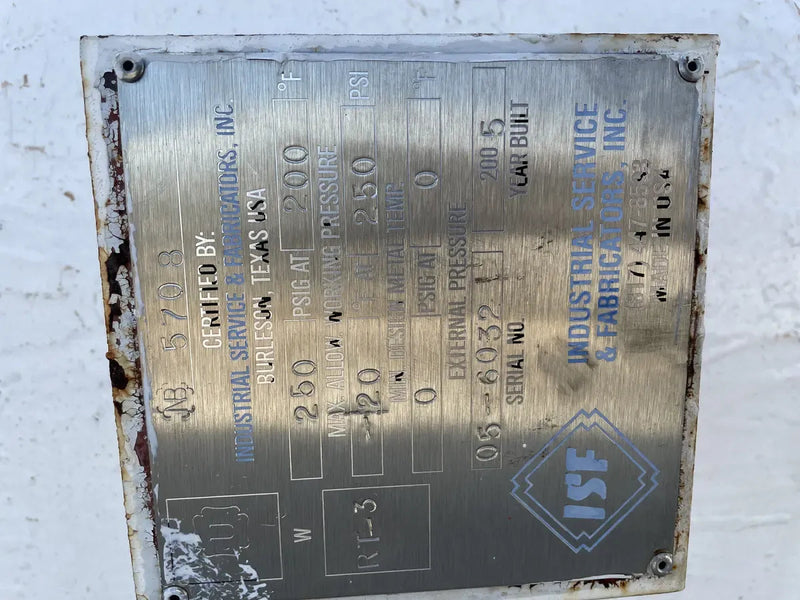 U
W
RT-3
5708
CERTIFIED BY:
INDUSTRIAL SERVICE & FABRICATORS, INC.
BURLESON, TEXAS USA
250 PSIG AT 200 °F
MAX. ALLOW. WORKING PRESSURE
-20 °F AT 250 PSI
MIN. DESIGN METAL TEMP.
0 PSIG AT 0 °F
EXTERNAL PRESSURE
05-6032 2005
SERIAL NO. YEAR BUILT
ISF
INDUSTRIAL SERVICE
& FABRICATORS, INC.
MADE IN USA